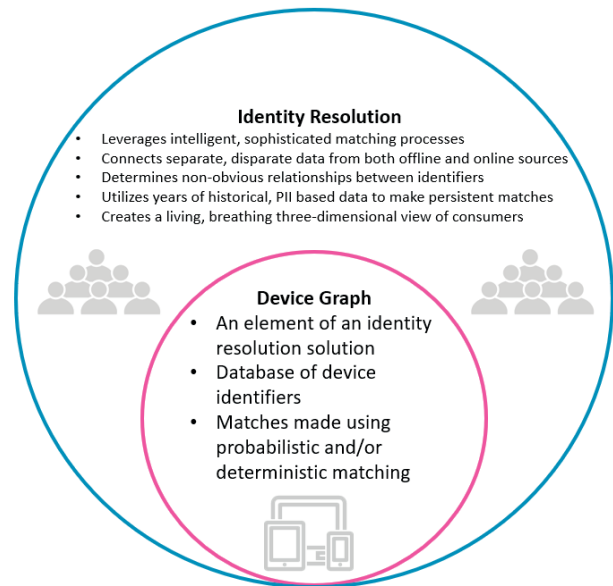 Identity Resolution
• Leverages intelligent, sophisticated matching processes
• Connects separate, disparate data from both offline and online sources
• Determines non-obvious relationships between identifiers
• Utilizes years of historical, PII based data to make persistent matches
• Creates a living, breathing three-dimensional view of consumers
Device Graph
• An element of an identity
resolution solution
• Database of device
identifiers
• Matches made using
probabilistic and/or
deterministic matching